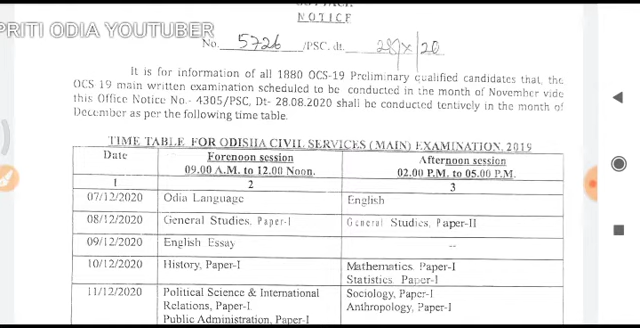 PRITI ODIA YOUTUBER
NOTICE
No. 5726 /PSC, dt.
It is for information of all 1880 OCS-19 Preliminary qualified candidates that, the
OCS 19 main written examination scheduled to be conducted in the month of November vide
this Office Notice No.- 4305/PSC, Dt- 28.08.2020 shall be conducted tentively in the month of
December as per the following time table.
TIME TABLE FOR ODISHA CIVIL SERVICES (MAIN) EXAMINATION, 2019
Date Forenoon session Afternoon session
09.00 A.M. to 12.00 Noon. 02.00 P.M. to 05.00 P.M.
1 2 3
07/12/2020 Odia Language English
08/12/2020 General Studies, Paper-I General Studies, Paper-II
09/12/2020 English Essay --
10/12/2020 History, Paper-I Mathematics, Paper-I
Statistics, Paper-I
11/12/2020 Political Science & International Sociology, Paper-I
Relations, Paper-I Anthropology, Paper-I
Public Administration, Paper-I